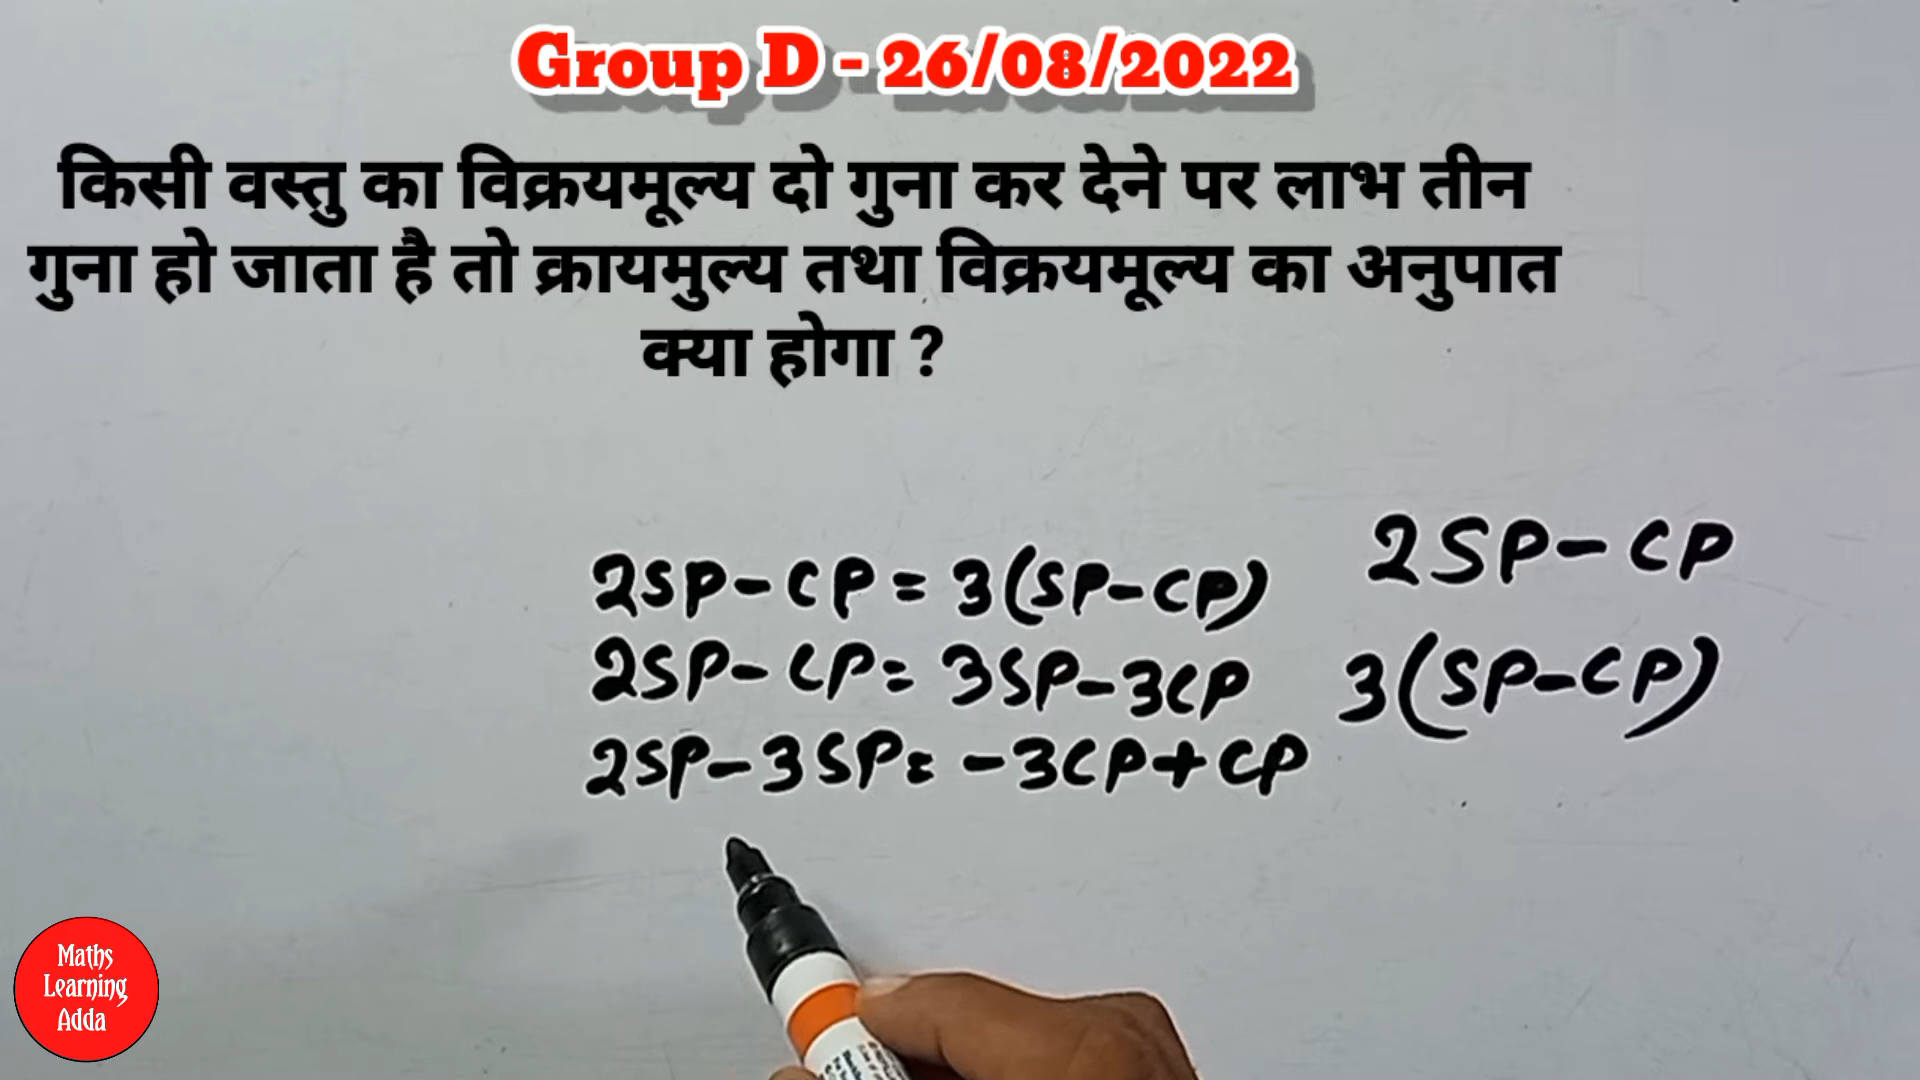 Group D - 26/08/2022
किसी वस्तु का विक्रयमूल्य दो गुना कर देने पर लाभ तीन
गुना हो जाता है तो क्रायमुल्य तथा विक्रयमूल्य का अनुपात
क्या होगा ?
2SP-CP
2SP-CP = 3(SP-CP)
2SP-CP = 3SP-3CP
3(SP-CP)
2SP-3SP = -3CP+CP
Maths
Learning
Adda